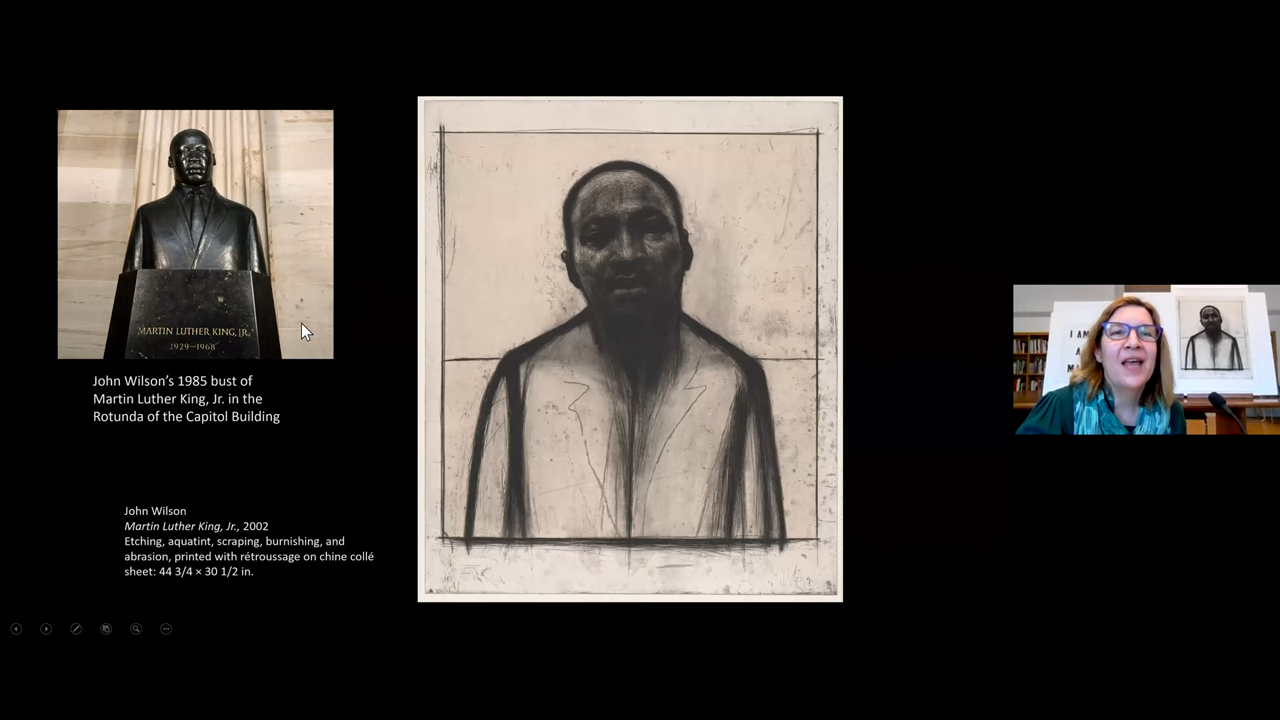 MARTIN LUTHER KING, JR.
1929–1968
John Wilson's 1985 bust of
Martin Luther King, Jr. in the
Rotunda of the Capitol Building
John Wilson
Martin Luther King, Jr., 2002
Etching, aquatint, scraping, burnishing, and
abrasion, printed with rétroussage on chine collé
sheet: 44 3/4 × 30 1/2 in.
I AM
A